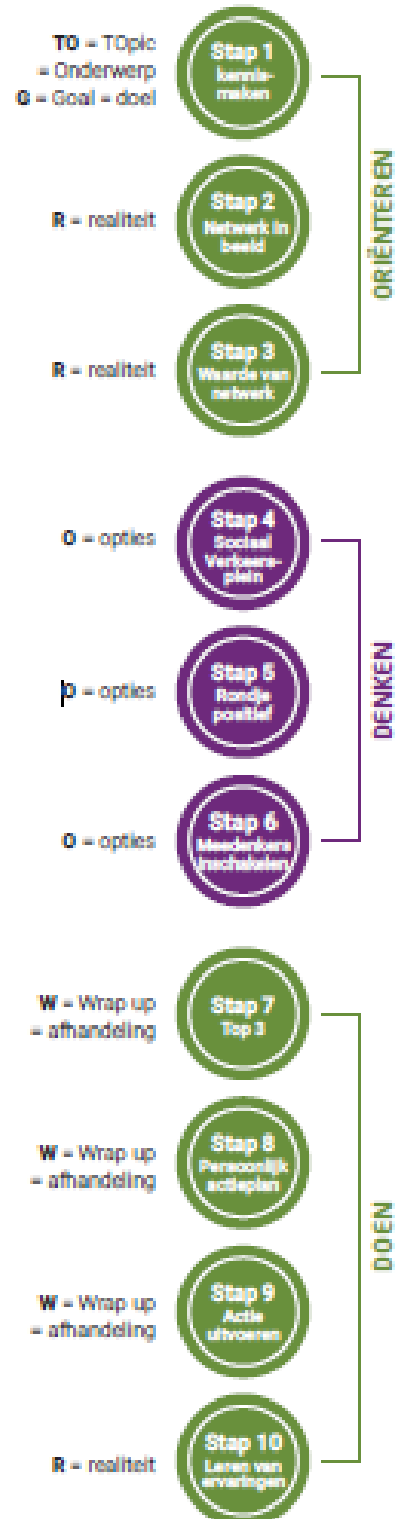 TO = TOpic
= Onderwerp
G = Goal = doel
Stap 1
kennis-
maken
R = realiteit
Stap 2
Netwerk in
beeld
R = realiteit
Stap 3
Waarde van
netwerk
ORIËNTEREN
O = opties
Stap 4
Sociaal
Verkeers-
plein
O = opties
Stap 5
Rondje
positief
O = opties
Stap 6
Meedenkers
inschakelen
DENKEN
W = Wrap up
= afhandeling
Stap 7
Top 3
W = Wrap up
= afhandeling
Stap 8
Persoonlijk
actieplan
W = Wrap up
= afhandeling
Stap 9
Actie
uitvoeren
R = realiteit
Stap 10
Leren van
ervaringen
DOEN